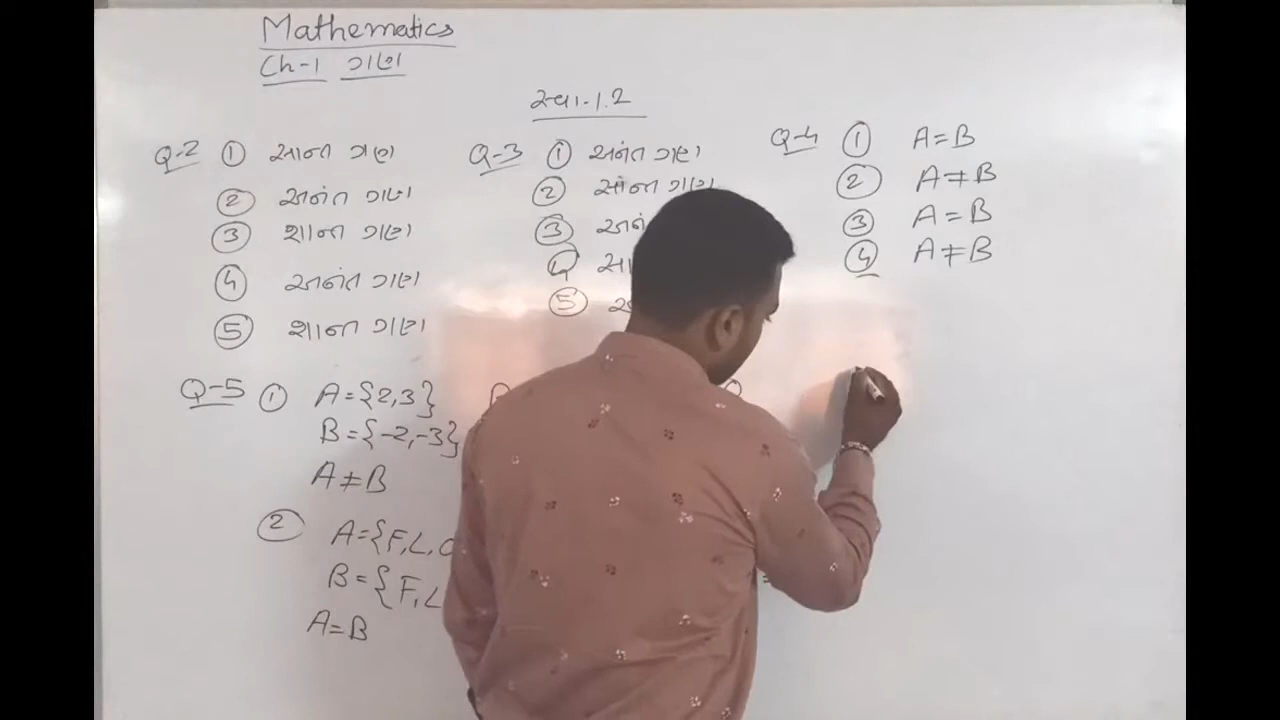 Mathematics
Ch-1 ગણ
સ્વા. 1.2
Q-2 ① સાન્ત ગણ
② અનંત ગણ
③ શાન્ત ગણ
④ અનંત ગણ
⑤ શાન્ત ગણ
Q-3 ① અનંત ગણ
② સાન્ત ગણ
③
④
⑤
Q-4 ① A=B
② A≠B
③ A=B
④ A≠B
Q-5 ① A={2,3}
B={-2,-3}
A≠B
② A={F,L,
B={F,L
A=B